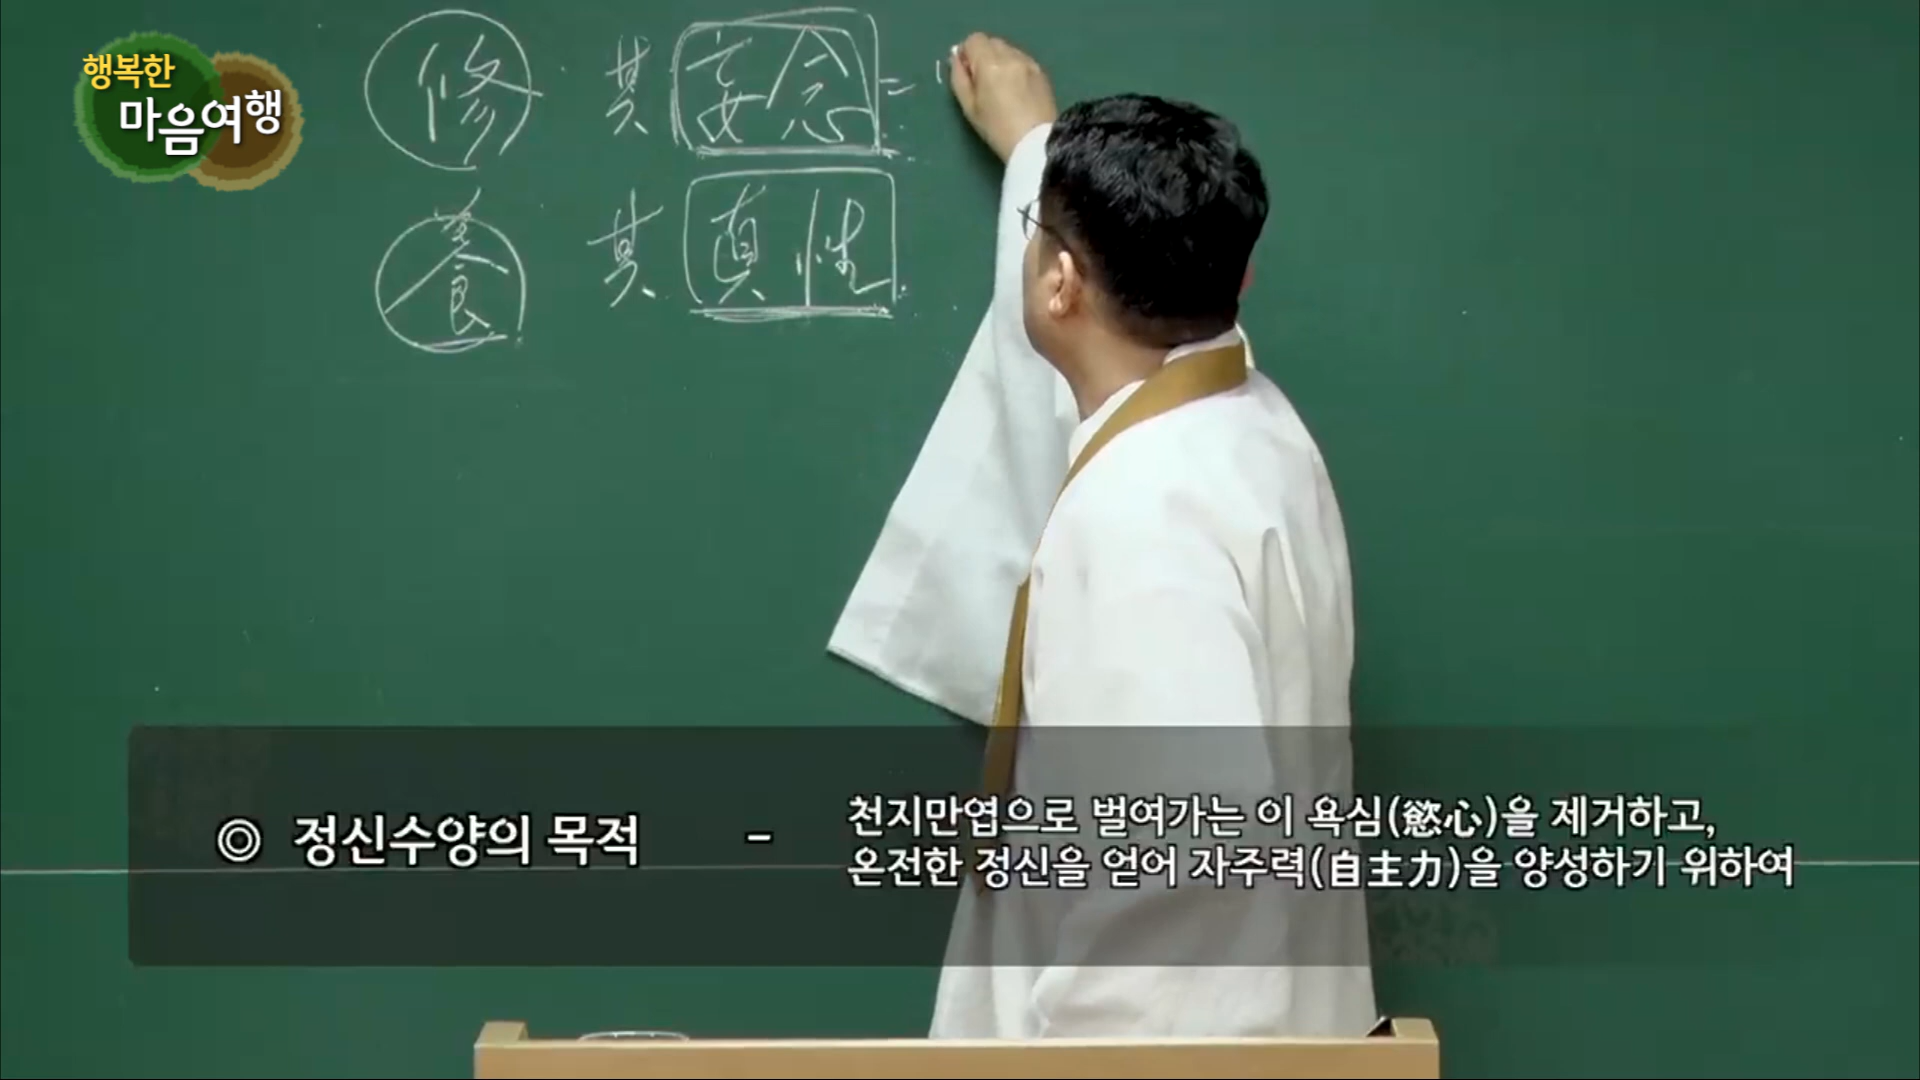 행복한
마음여행
修 其 妄念 =
養 其 眞性
◎ 정신수양의 목적 - 천지만엽으로 벌여가는 이 욕심(慾心)을 제거하고,
온전한 정신을 얻어 자주력(自主力)을 양성하기 위하여